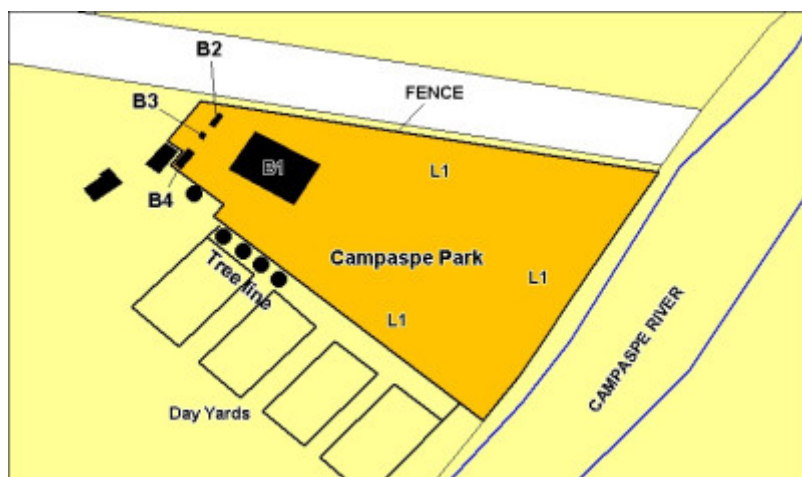 B2
FENCE
B3
B1
L1
B4
Campaspe Park
Tree line
L1
L1
CAMPASPE RIVER
Day Yards